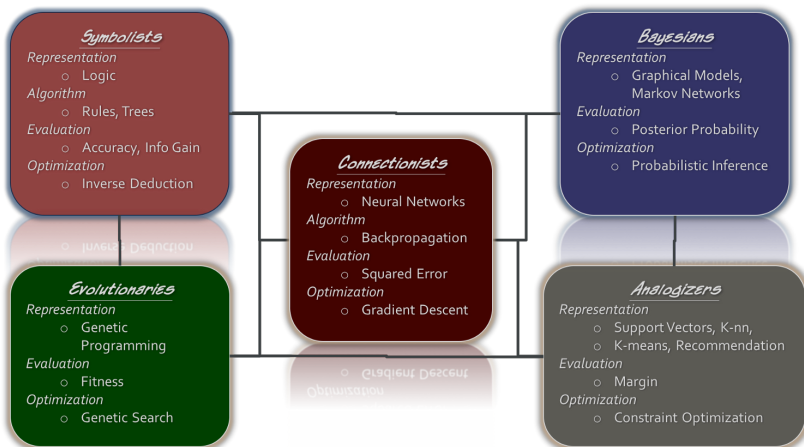 Symbolists
Representation
o Logic
Algorithm
o Rules, Trees
Evaluation
o Accuracy, Info Gain
Optimization
o Inverse Deduction
Bayesians
Representation
o Graphical Models,
Markov Networks
Evaluation
o Posterior Probability
Optimization
o Probabilistic Inference
Connectionists
Representation
o Neural Networks
Algorithm
o Backpropagation
Evaluation
o Squared Error
Optimization
o Gradient Descent
Evolutionaries
Representation
o Genetic
Programming
Evaluation
o Fitness
Optimization
o Genetic Search
Analogizers
Representation
o Support Vectors, K-nn,
o K-means, Recommendation
Evaluation
o Margin
Optimization
o Constraint Optimization